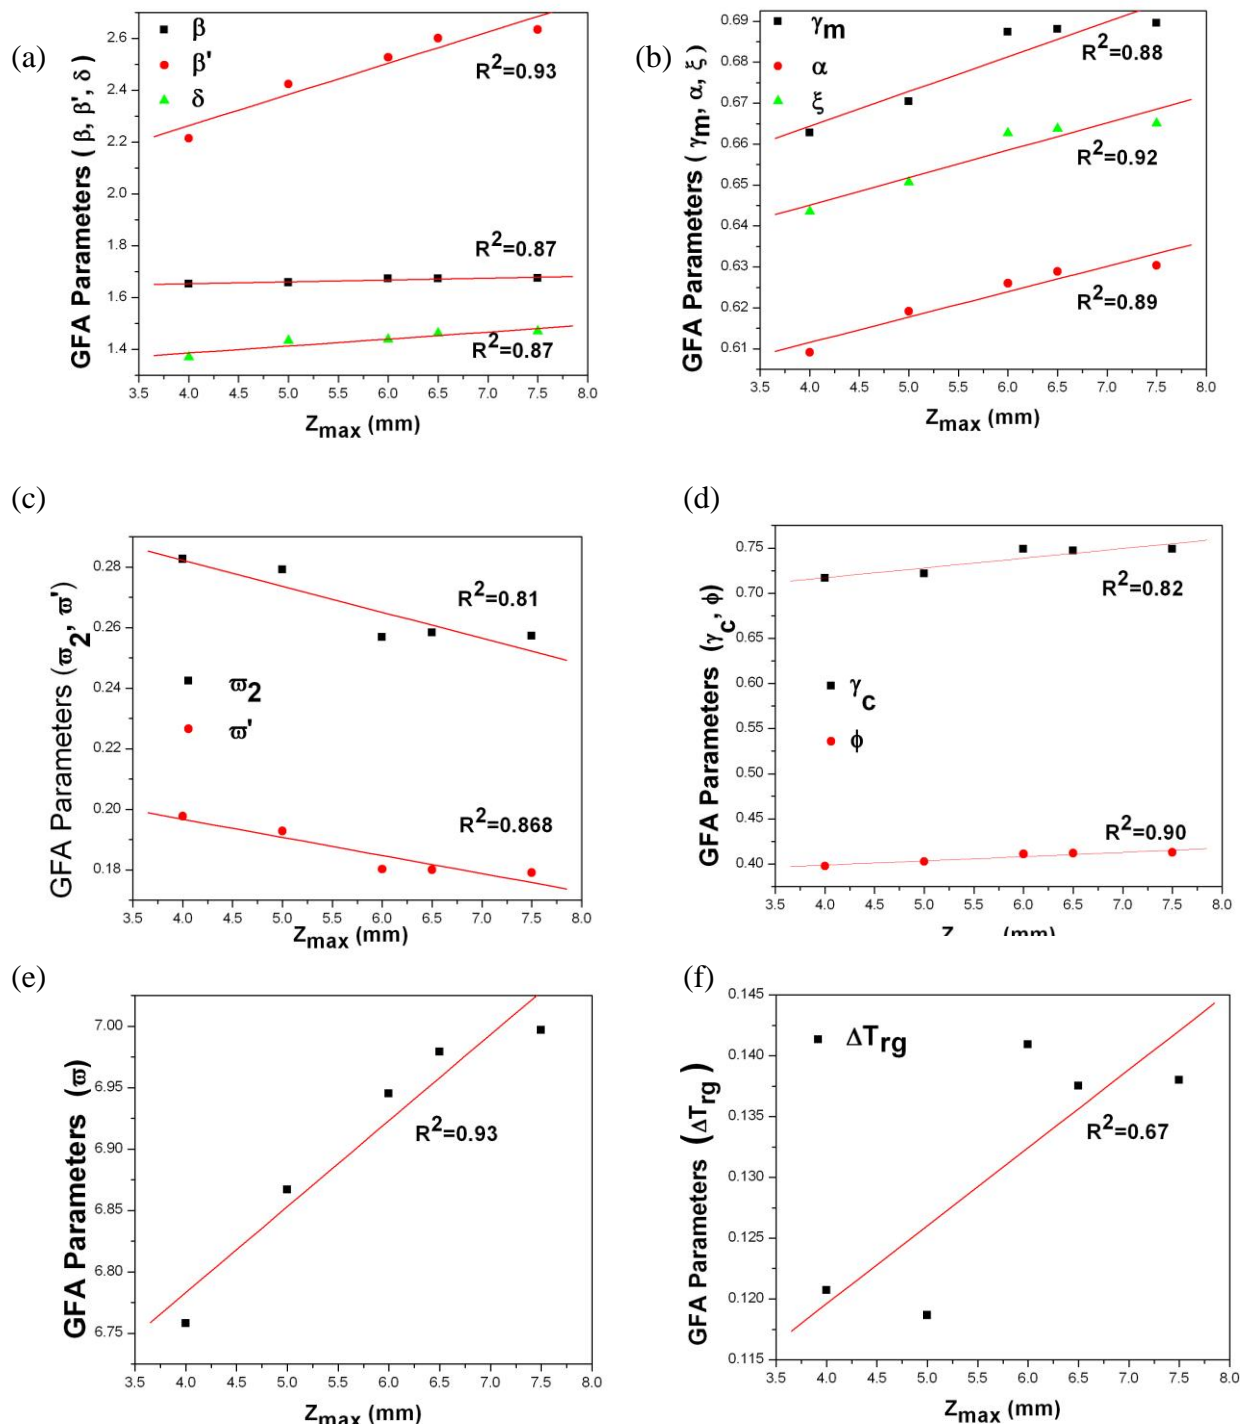 (a)
GFA Parameters ( β, β', δ)
β
β'
δ
2.6
2.4
2.2
2.0
1.8
1.6
1.4
R²=0.93
R²=0.87
R²=0.87
3.5 4.0 4.5 5.0 5.5 6.0 6.5 7.0 7.5 8.0
Zmax (mm)
(b)
GFA Parameters ( γm, α, ξ)
γm
α
ξ
0.69
0.68
0.67
0.66
0.65
0.64
0.63
0.62
0.61
R²=0.88
R²=0.92
R²=0.89
3.5 4.0 4.5 5.0 5.5 6.0 6.5 7.0 7.5 8.0
Zmax (mm)
(c)
GFA Parameters (ϖ2, ϖ')
0.28
0.26
0.24
0.22
0.20
0.18
R²=0.81
ϖ2
ϖ'
R²=0.868
3.5 4.0 4.5 5.0 5.5 6.0 6.5 7.0 7.5 8.0
Zmax (mm)
(d)
GFA Parameters (γc, ϕ)
0.75
0.70
0.65
0.60
0.55
0.50
0.45
0.40
R²=0.82
γc
ϕ
R²=0.90
3.5 4.0 4.5 5.0 5.5 6.0 6.5 7.0 7.5 8.0
Z (mm)
(e)
GFA Parameters (ϖ)
7.00
6.95
6.90
6.85
6.80
6.75
R²=0.93
3.5 4.0 4.5 5.0 5.5 6.0 6.5 7.0 7.5 8.0
Zmax (mm)
(f)
GFA Parameters (ΔTrg)
0.145
0.140
0.135
0.130
0.125
0.120
0.115
ΔTrg
R²=0.67
3.5 4.0 4.5 5.0 5.5 6.0 6.5 7.0 7.5 8.0
Zmax (mm)